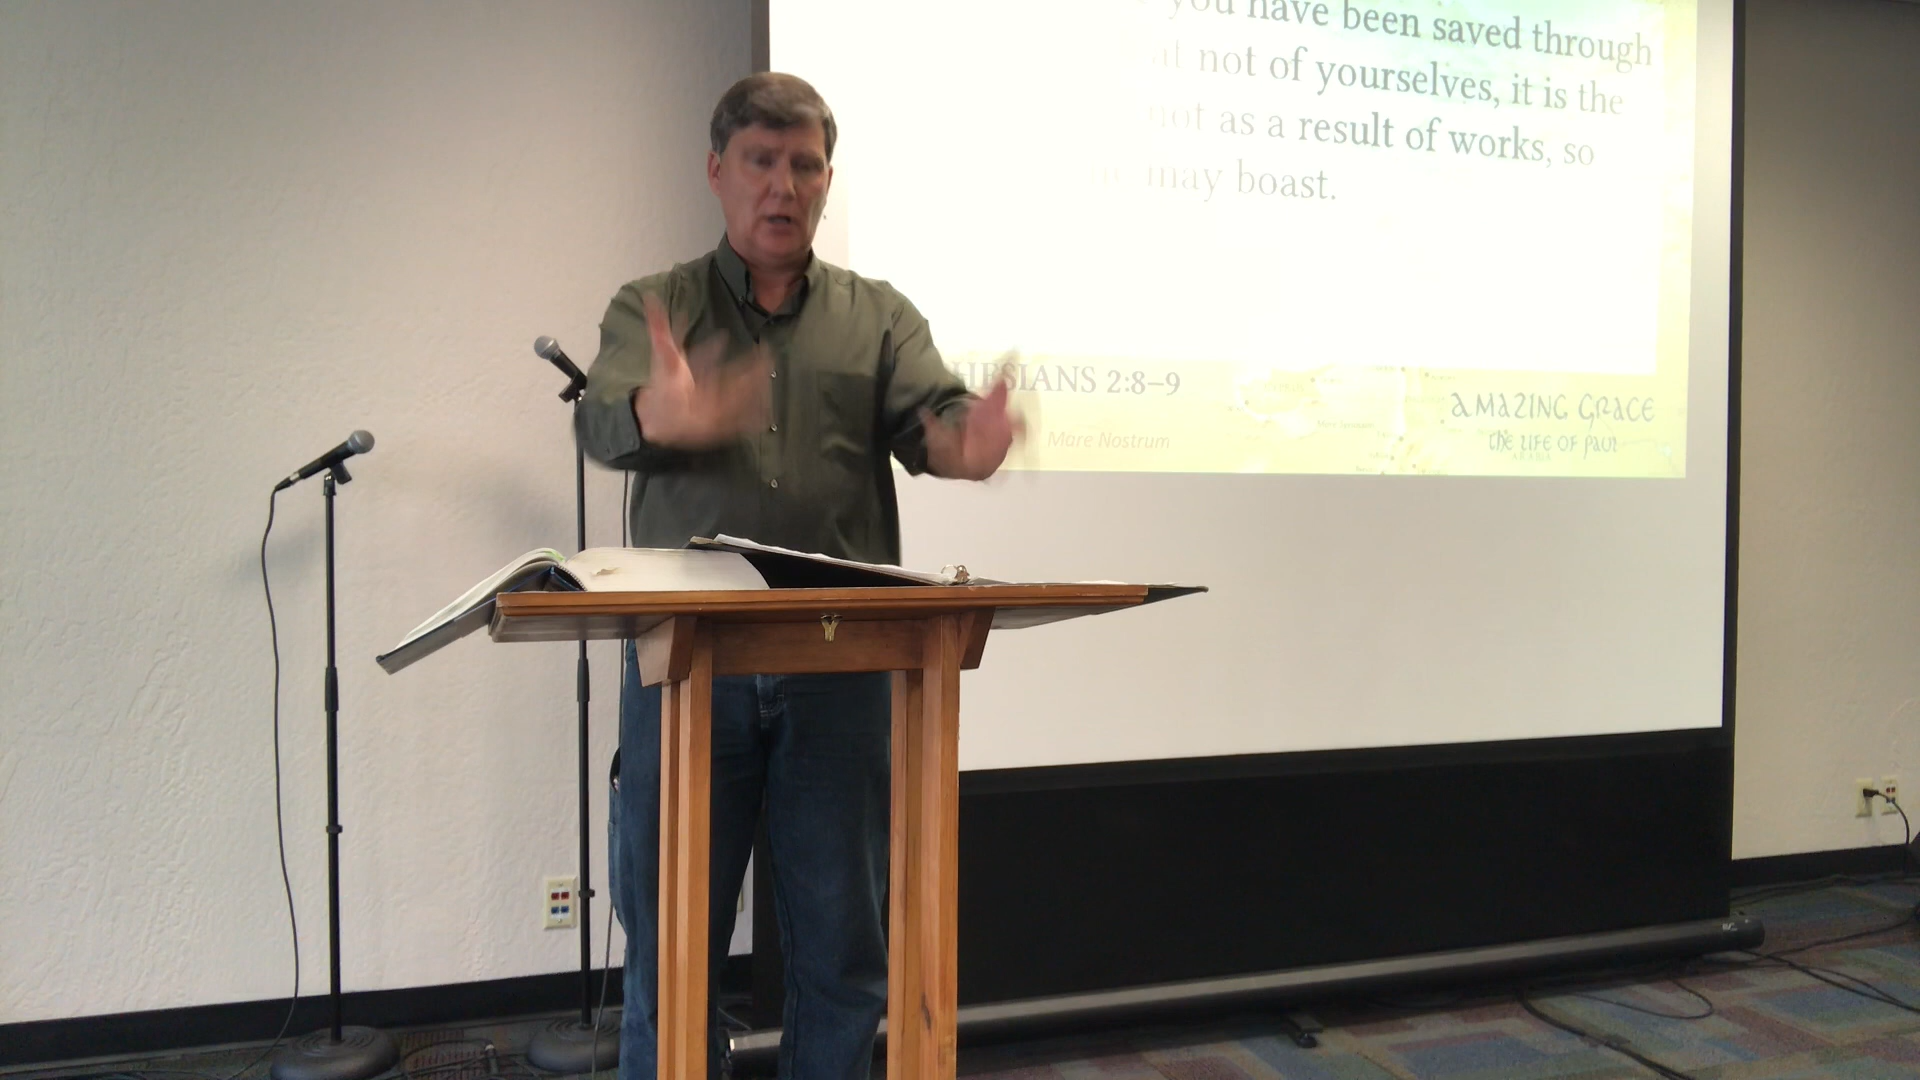 you have been saved through
not of yourselves, it is the
not as a result of works, so
may boast.
HESIANS 2:8–9
Mare Nostrum
AMAZING GRACE
THE LIFE OF PAUL
ARABIA